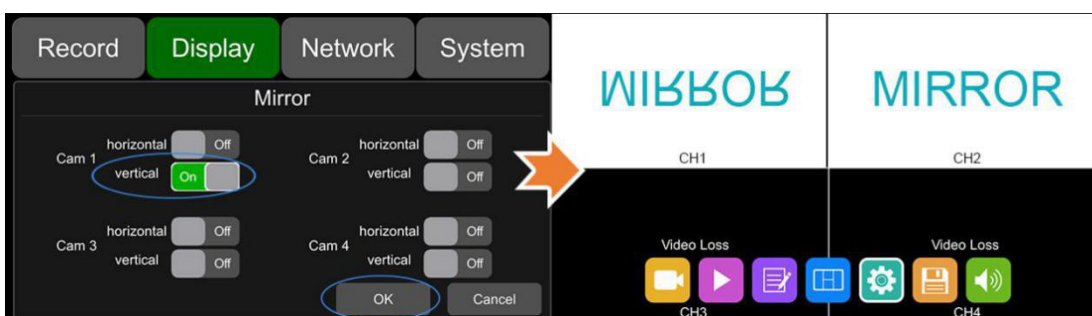 Record Display Network System
Mirror
Cam 1 horizontal Off
vertical On
Cam 2 horizontal Off
vertical Off
Cam 3 horizontal Off
vertical Off
Cam 4 horizontal Off
vertical Off
OK Cancel
MIRROR
CH1
MIRROR
CH2
Video Loss
CH3
Video Loss
CH4